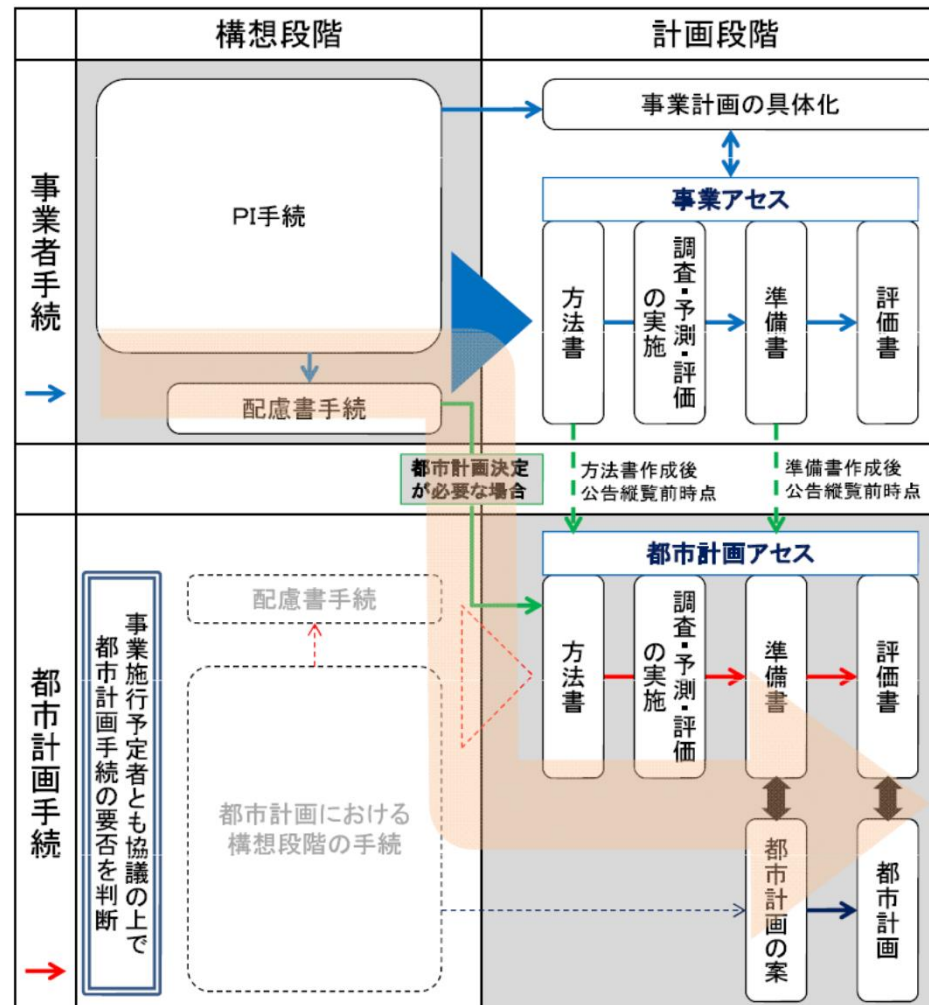 構想段階
計画段階
事業者手続
PI手続
配慮書手続
事業計画の具体化
事業アセス
方法書
調査・予測・評価
の実施
準備書
評価書
都市計画決定
が必要な場合
方法書作成後
公告縦覧前時点
準備書作成後
公告縦覧前時点
都市計画手続
事業施行予定者とも協議の上で
都市計画手続の要否を判断
配慮書手続
都市計画における
構想段階の手続
都市計画アセス
方法書
調査・予測・評価
の実施
準備書
評価書
都市計画の案
都市計画